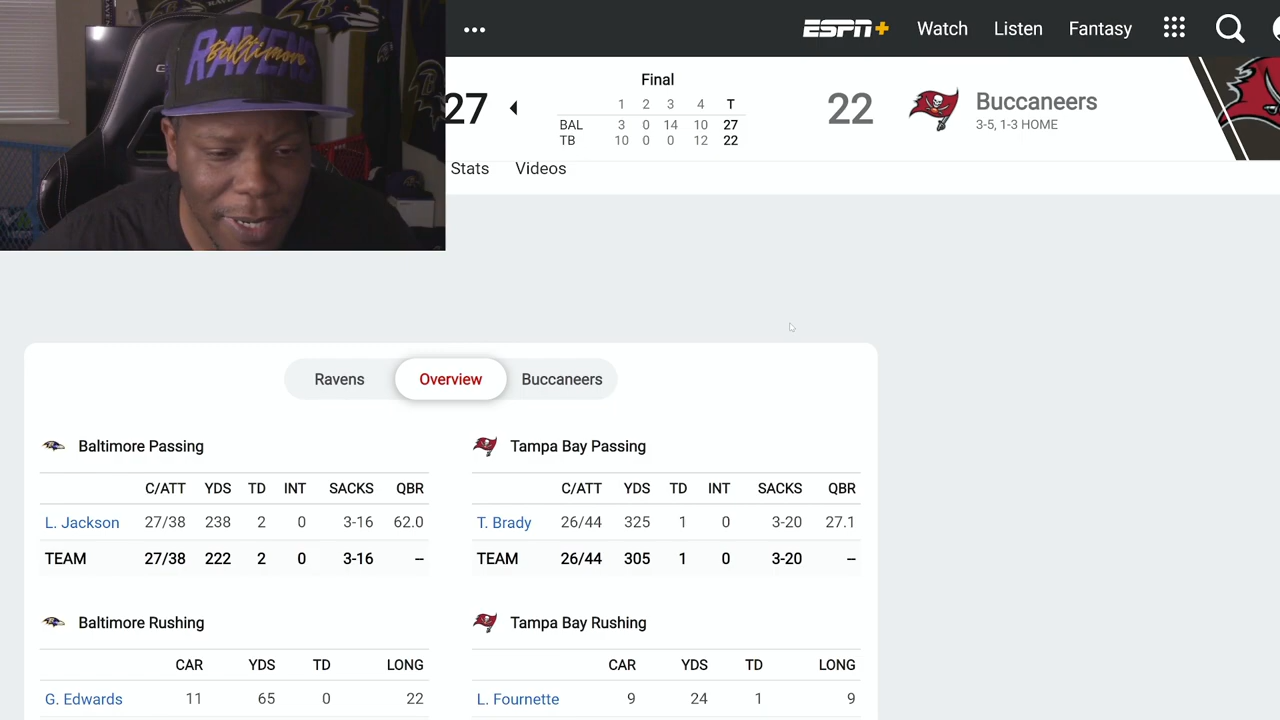 RAVENS
Baltimore
... ESPN+ Watch Listen Fantasy
Final
27 22 Buccaneers
3-5, 1-3 HOME
1 2 3 4 T
BAL 3 0 14 10 27
TB 10 0 0 12 22
Stats Videos
Ravens Overview Buccaneers
Baltimore Passing
C/ATT YDS TD INT SACKS QBR
L. Jackson 27/38 238 2 0 3-16 62.0
TEAM 27/38 222 2 0 3-16 --
Tampa Bay Passing
C/ATT YDS TD INT SACKS QBR
T. Brady 26/44 325 1 0 3-20 27.1
TEAM 26/44 305 1 0 3-20 --
Baltimore Rushing
CAR YDS TD LONG
G. Edwards 11 65 0 22
Tampa Bay Rushing
CAR YDS TD LONG
L. Fournette 9 24 1 9